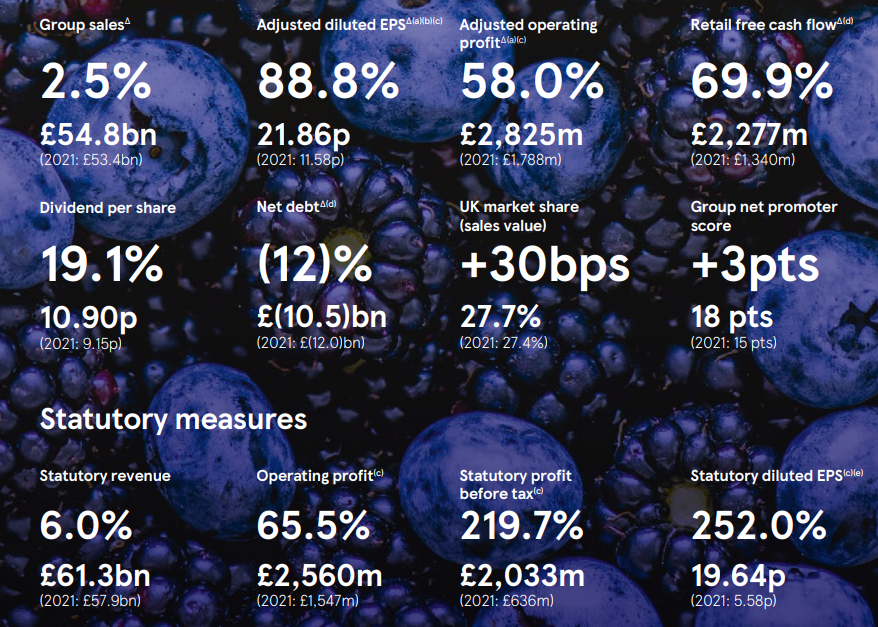 Group salesΔ
2.5%
£54.8bn
(2021: £53.4bn)
Adjusted diluted EPSΔ(a)(b)(c)
88.8%
21.86p
(2021: 11.58p)
Adjusted operating
profitΔ(a)(c)
58.0%
£2,825m
(2021: £1,788m)
Retail free cash flowΔ(d)
69.9%
£2,277m
(2021: £1,340m)
Dividend per share
19.1%
10.90p
(2021: 9.15p)
Net debtΔ(d)
(12)%
£(10.5)bn
(2021: £(12.0)bn)
UK market share
(sales value)
+30bps
27.7%
(2021: 27.4%)
Group net promoter
score
+3pts
18 pts
(2021: 15 pts)
Statutory measures
Statutory revenue
6.0%
£61.3bn
(2021: £57.9bn)
Operating profit(c)
65.5%
£2,560m
(2021: £1,547m)
Statutory profit
before tax(c)
219.7%
£2,033m
(2021: £636m)
Statutory diluted EPS(c)(e)
252.0%
19.64p
(2021: 5.58p)